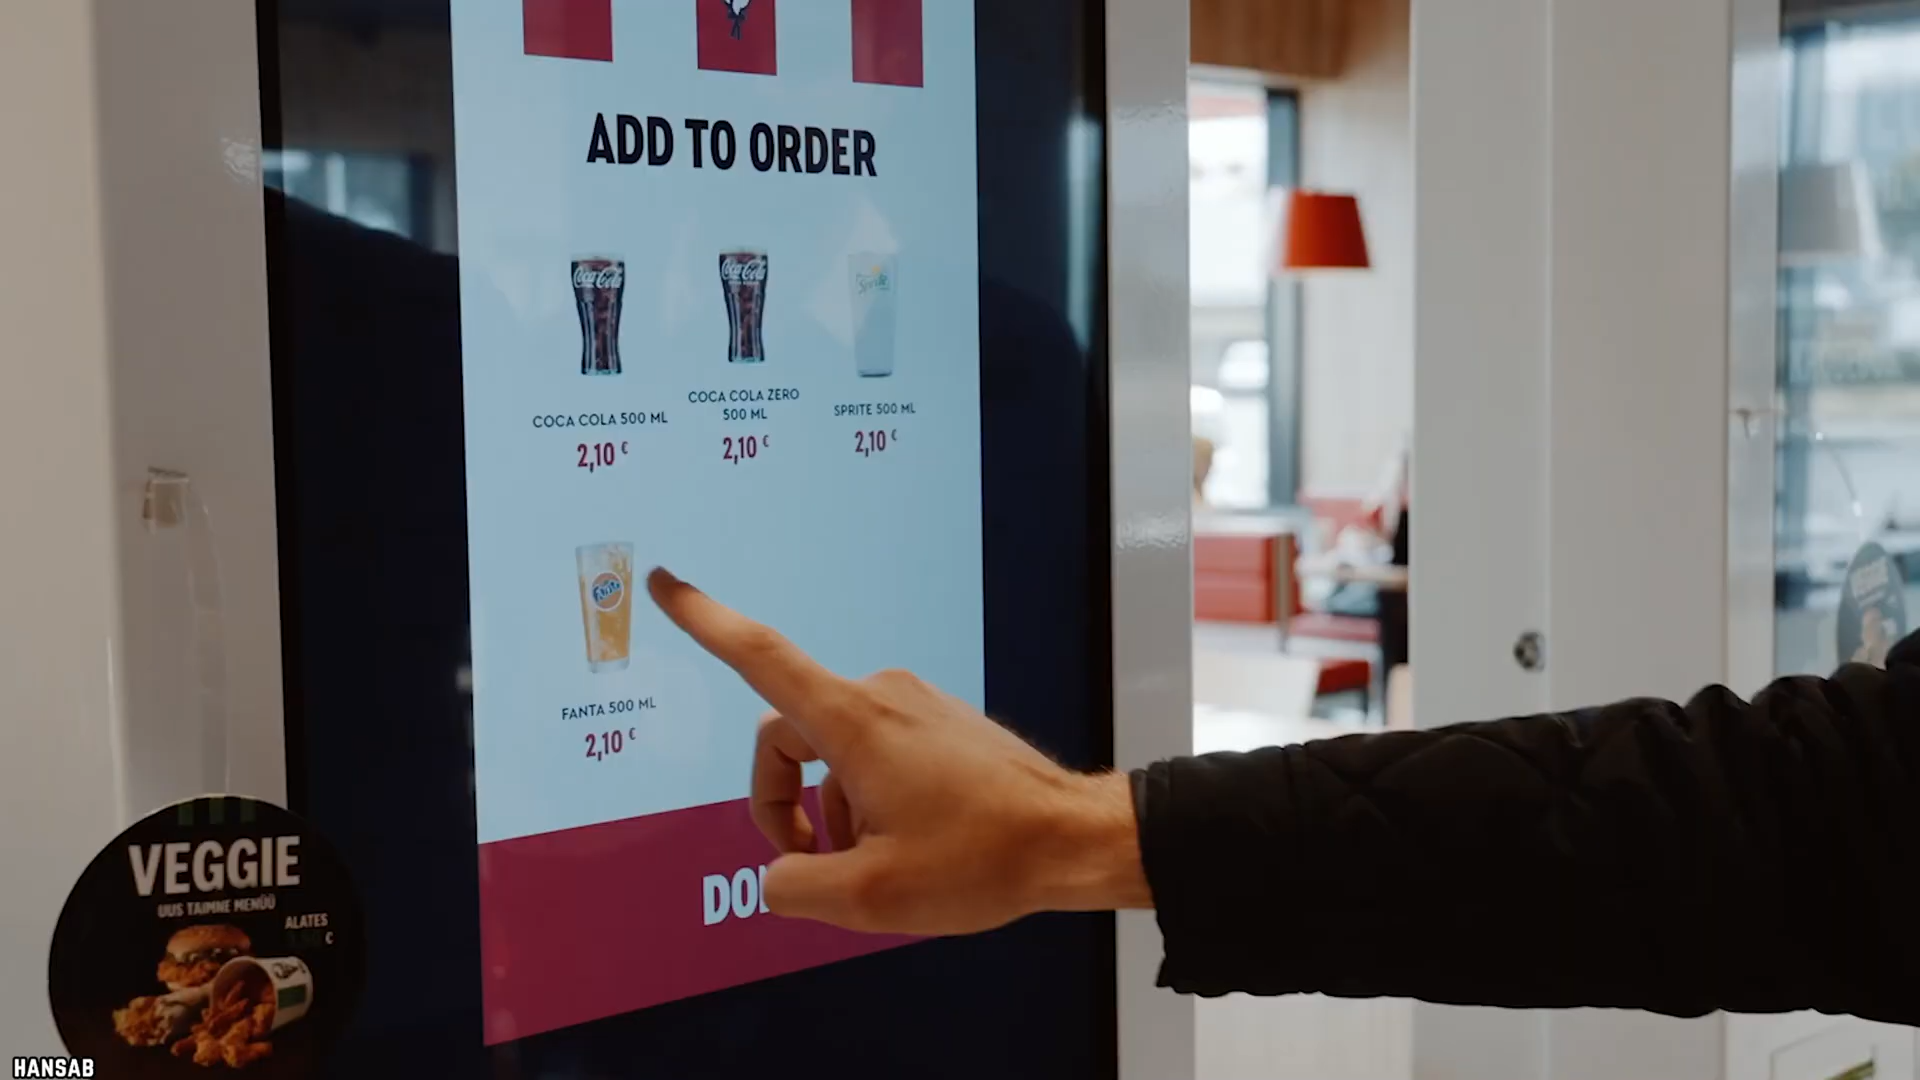 ADD TO ORDER
Coca-Cola
Coca-Cola
Sprite
COCA COLA 500 ML
2,10 €
COCA COLA ZERO
500 ML
2,10 €
SPRITE 500 ML
2,10 €
Fanta
FANTA 500 ML
2,10 €
VEGGIE
UUS TAIMNE MENÜÜ
ALATES
€
HANSAB